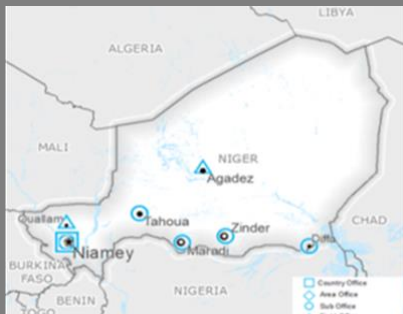 LIBYA
ALGERIA
MALI
NIGER
Agadez
CHAD
Ouallam
Tahoua
Zinder
Diffa
Niamey
Maradi
BURKINA
FASO
NIGERIA
BENIN
TOGO
Country Office
Area Office
Sub Office